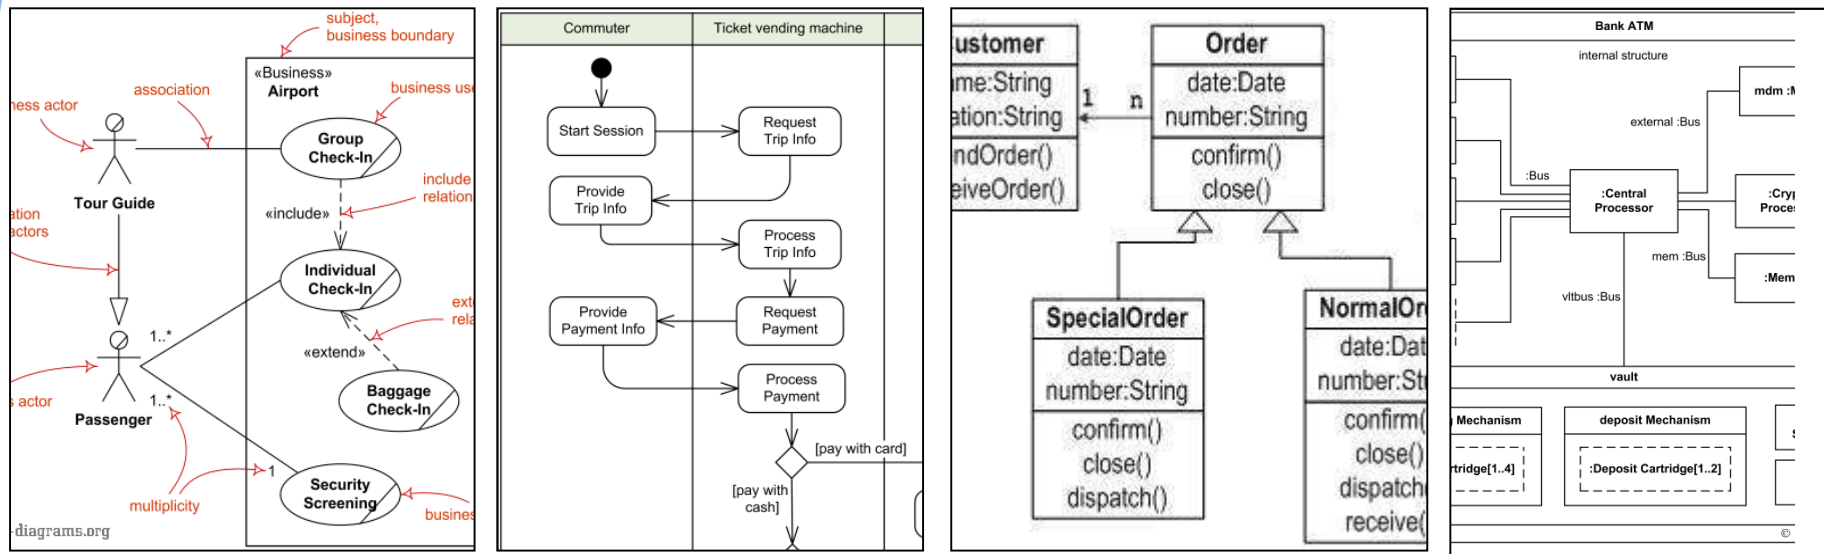 subject,
business boundary
«Business»
Airport
association
business use
ness actor
Group
Check-In
include
relation
Tour Guide
«include»
ation
actors
Individual
Check-In
exte
rela
1..*
«extend»
Baggage
Check-In
s actor
1..*
Passenger
1
Security
Screening
multiplicity
busines
-diagrams.org
Commuter
Ticket vending machine
Start Session
Request
Trip Info
Provide
Trip Info
Process
Trip Info
Provide
Payment Info
Request
Payment
Process
Payment
[pay with card]
[pay with
cash]
ustomer
me:String
ation:String
ndOrder()
eiveOrder()
1
n
Order
date:Date
number:String
confirm()
close()
SpecialOrder
date:Date
number:String
confirm()
close()
dispatch()
NormalOr
date:Dat
number:St
confirm(
close()
dispatch
receive(
Bank ATM
internal structure
mdm :M
external :Bus
:Bus
:Central
Processor
:Cryp
Proces
mem :Bus
:Mem
vltbus :Bus
vault
g Mechanism
deposit Mechanism
rtridge[1..4]
:Deposit Cartridge[1..2]
©